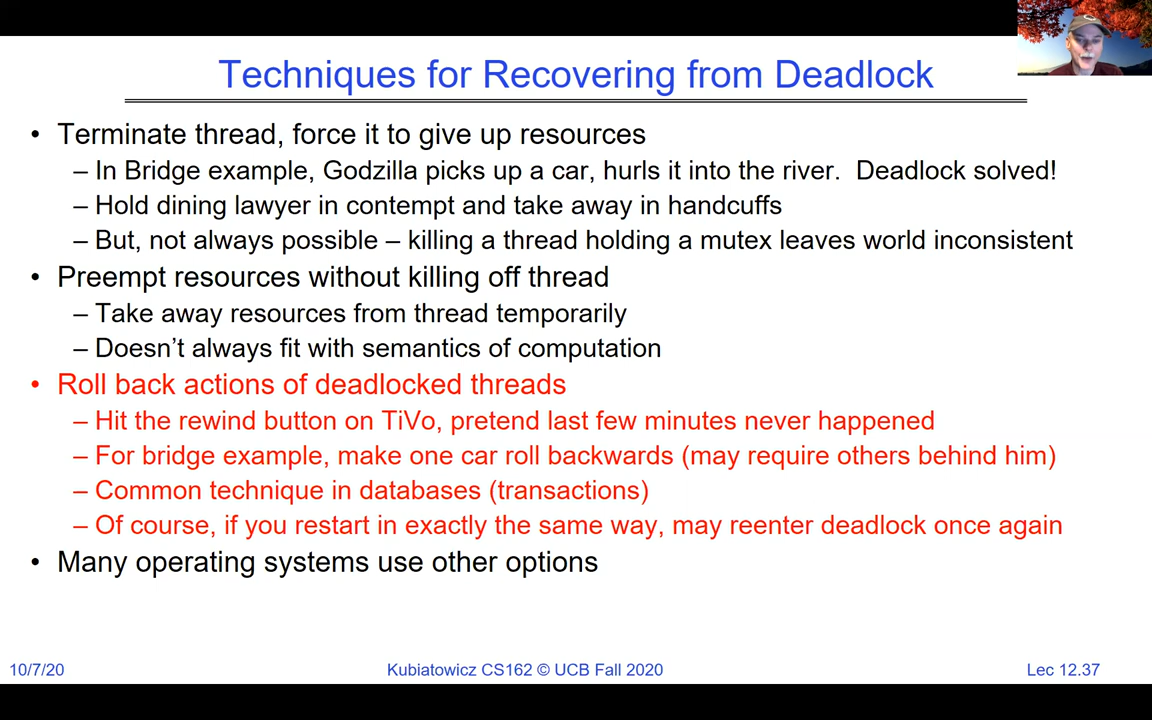 Techniques for Recovering from Deadlock
• Terminate thread, force it to give up resources
– In Bridge example, Godzilla picks up a car, hurls it into the river.  Deadlock solved!
– Hold dining lawyer in contempt and take away in handcuffs
– But, not always possible – killing a thread holding a mutex leaves world inconsistent
• Preempt resources without killing off thread
– Take away resources from thread temporarily
– Doesn’t always fit with semantics of computation
• Roll back actions of deadlocked threads
– Hit the rewind button on TiVo, pretend last few minutes never happened
– For bridge example, make one car roll backwards (may require others behind him)
– Common technique in databases (transactions)
– Of course, if you restart in exactly the same way, may reenter deadlock once again
• Many operating systems use other options
10/7/20
Kubiatowicz CS162 © UCB Fall 2020
Lec 12.37